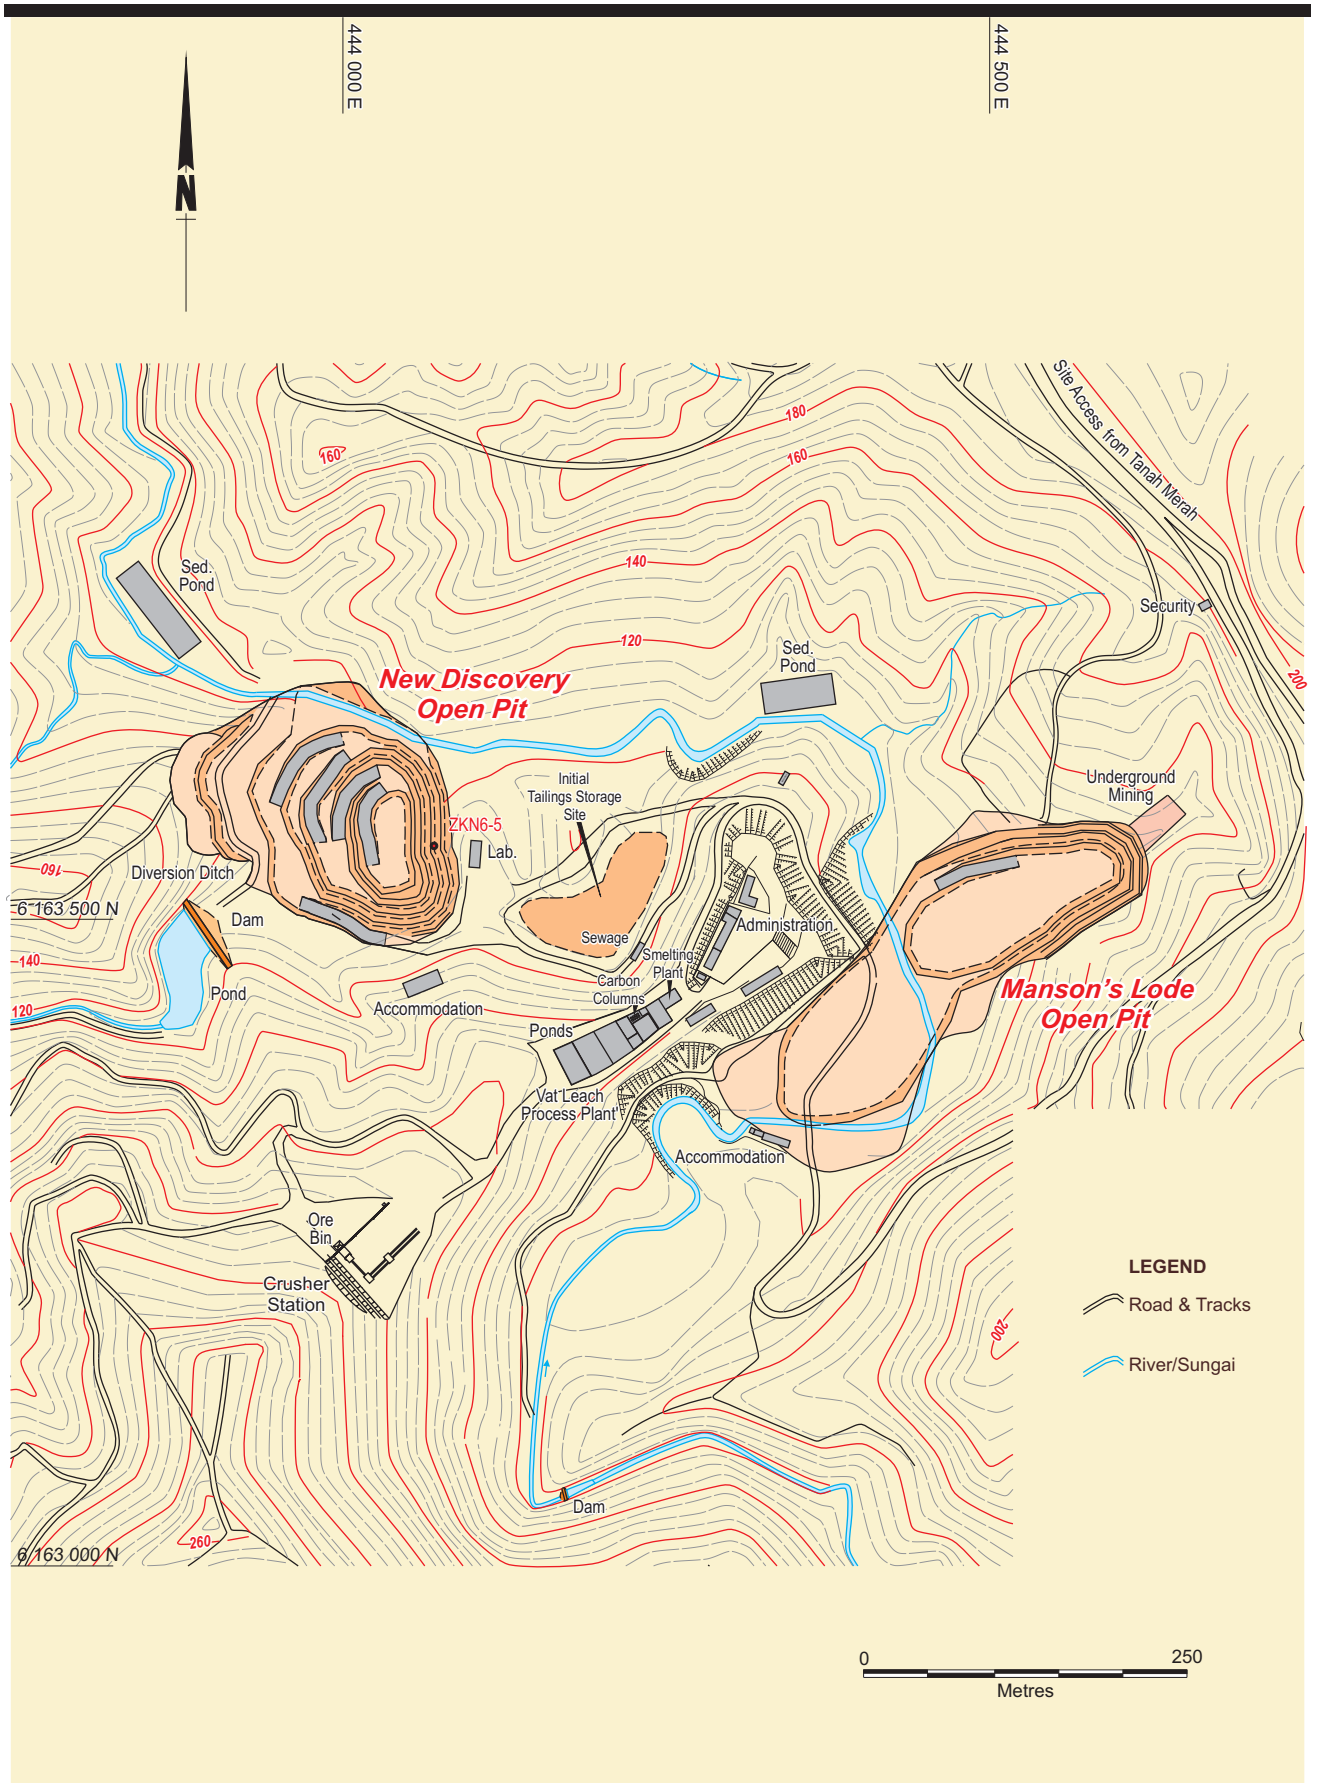 444 000 E
444 500 E
N
Site Access from Tanah Merah
180
160
160
140
Sed.
Pond
Security
120
Sed.
Pond
200
New Discovery
Open Pit
Initial
Tailings Storage
Site
Underground
Mining
ZKN6-5
Lab.
160
Diversion Ditch
6 163 500 N
Dam
Administration
Sewage
Smelting
Plant
140
Carbon
Columns
Pond
Accommodation
Manson's Lode
Open Pit
120
Ponds
Vat Leach
Process Plant
Accommodation
Ore
Bin
Crusher
Station
LEGEND
Road & Tracks
200
River/Sungai
Dam
260
6 163 000 N
0
250
Metres